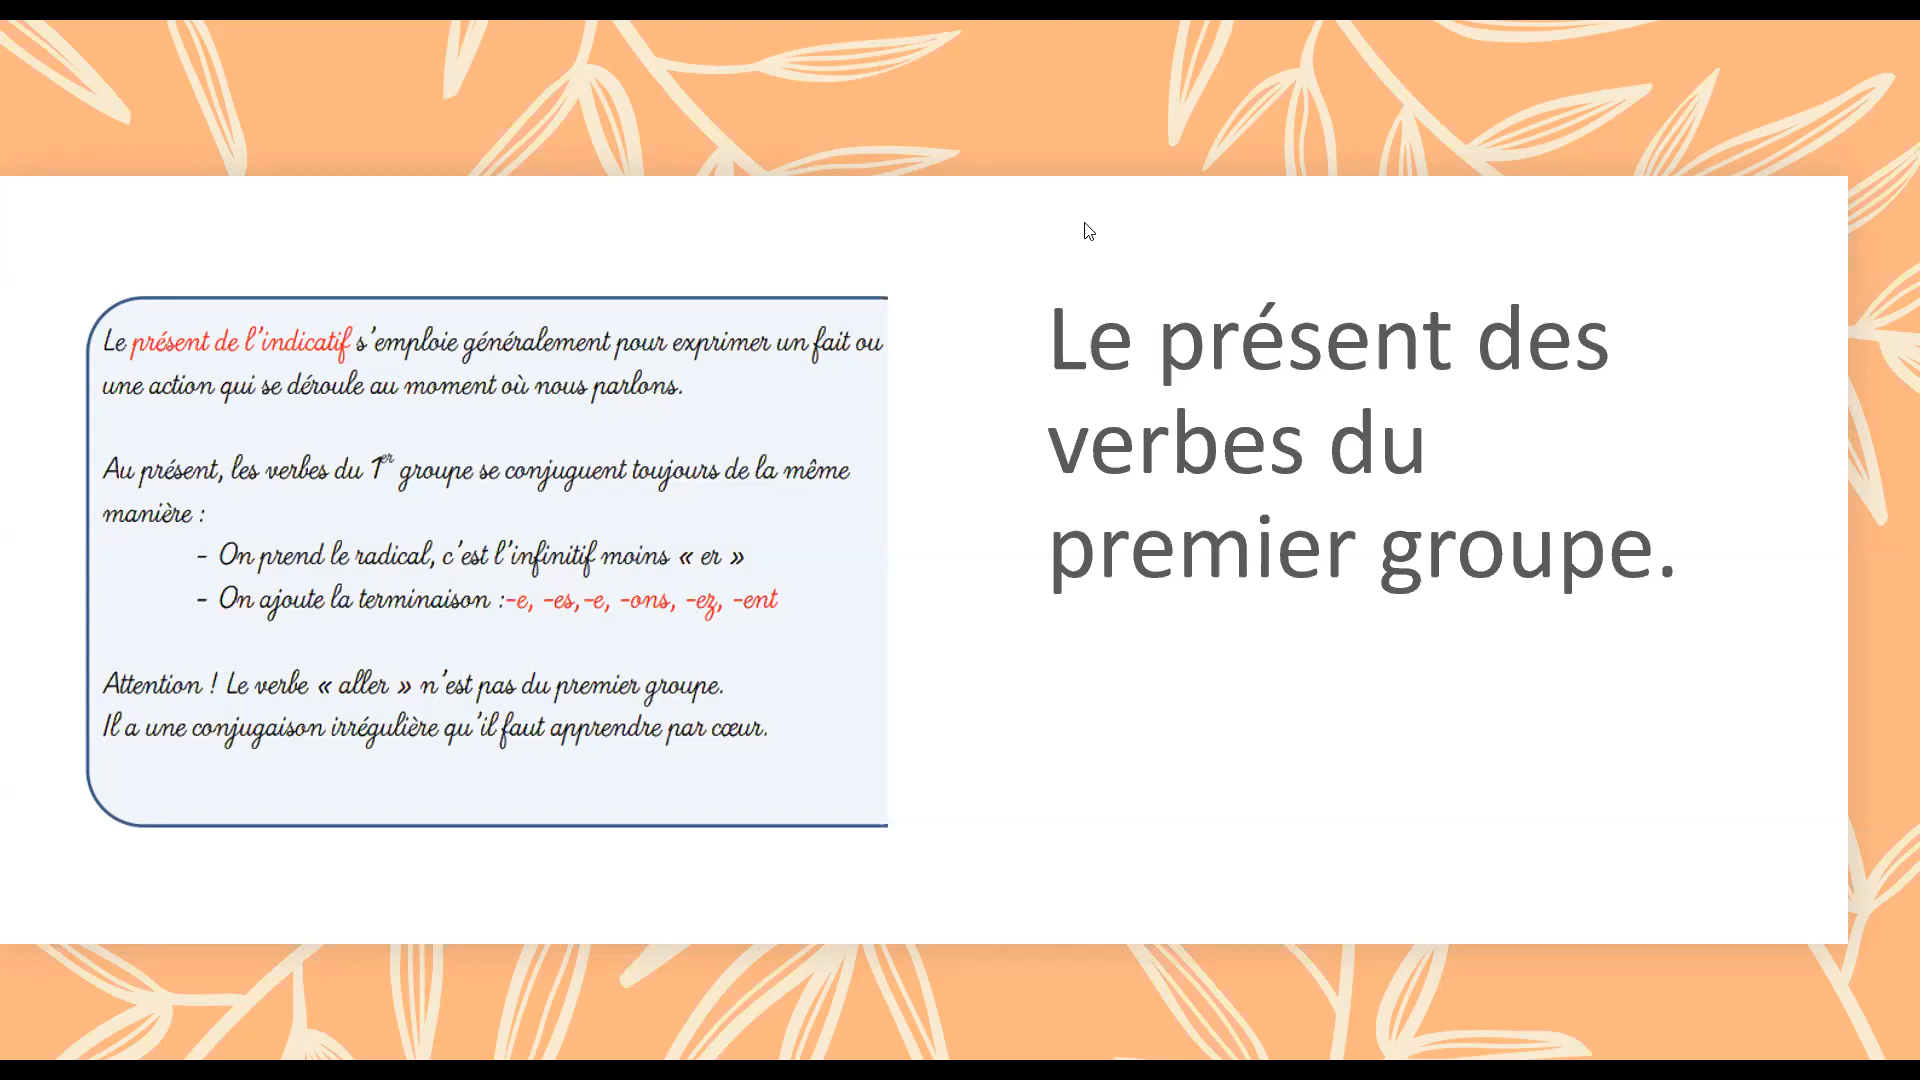 Le présent de l’indicatif s’emploie généralement pour exprimer un fait ou
une action qui se déroule au moment où nous parlons.
Au présent, les verbes du 1er groupe se conjuguent toujours de la même
manière :
- On prend le radical, c’est l’infinitif moins « er »
- On ajoute la terminaison :-e, -es,-e, -ons, -ez, -ent
Attention ! Le verbe « aller » n’est pas du premier groupe.
Il a une conjugaison irrégulière qu’il faut apprendre par cœur.
Le présent des
verbes du
premier groupe.